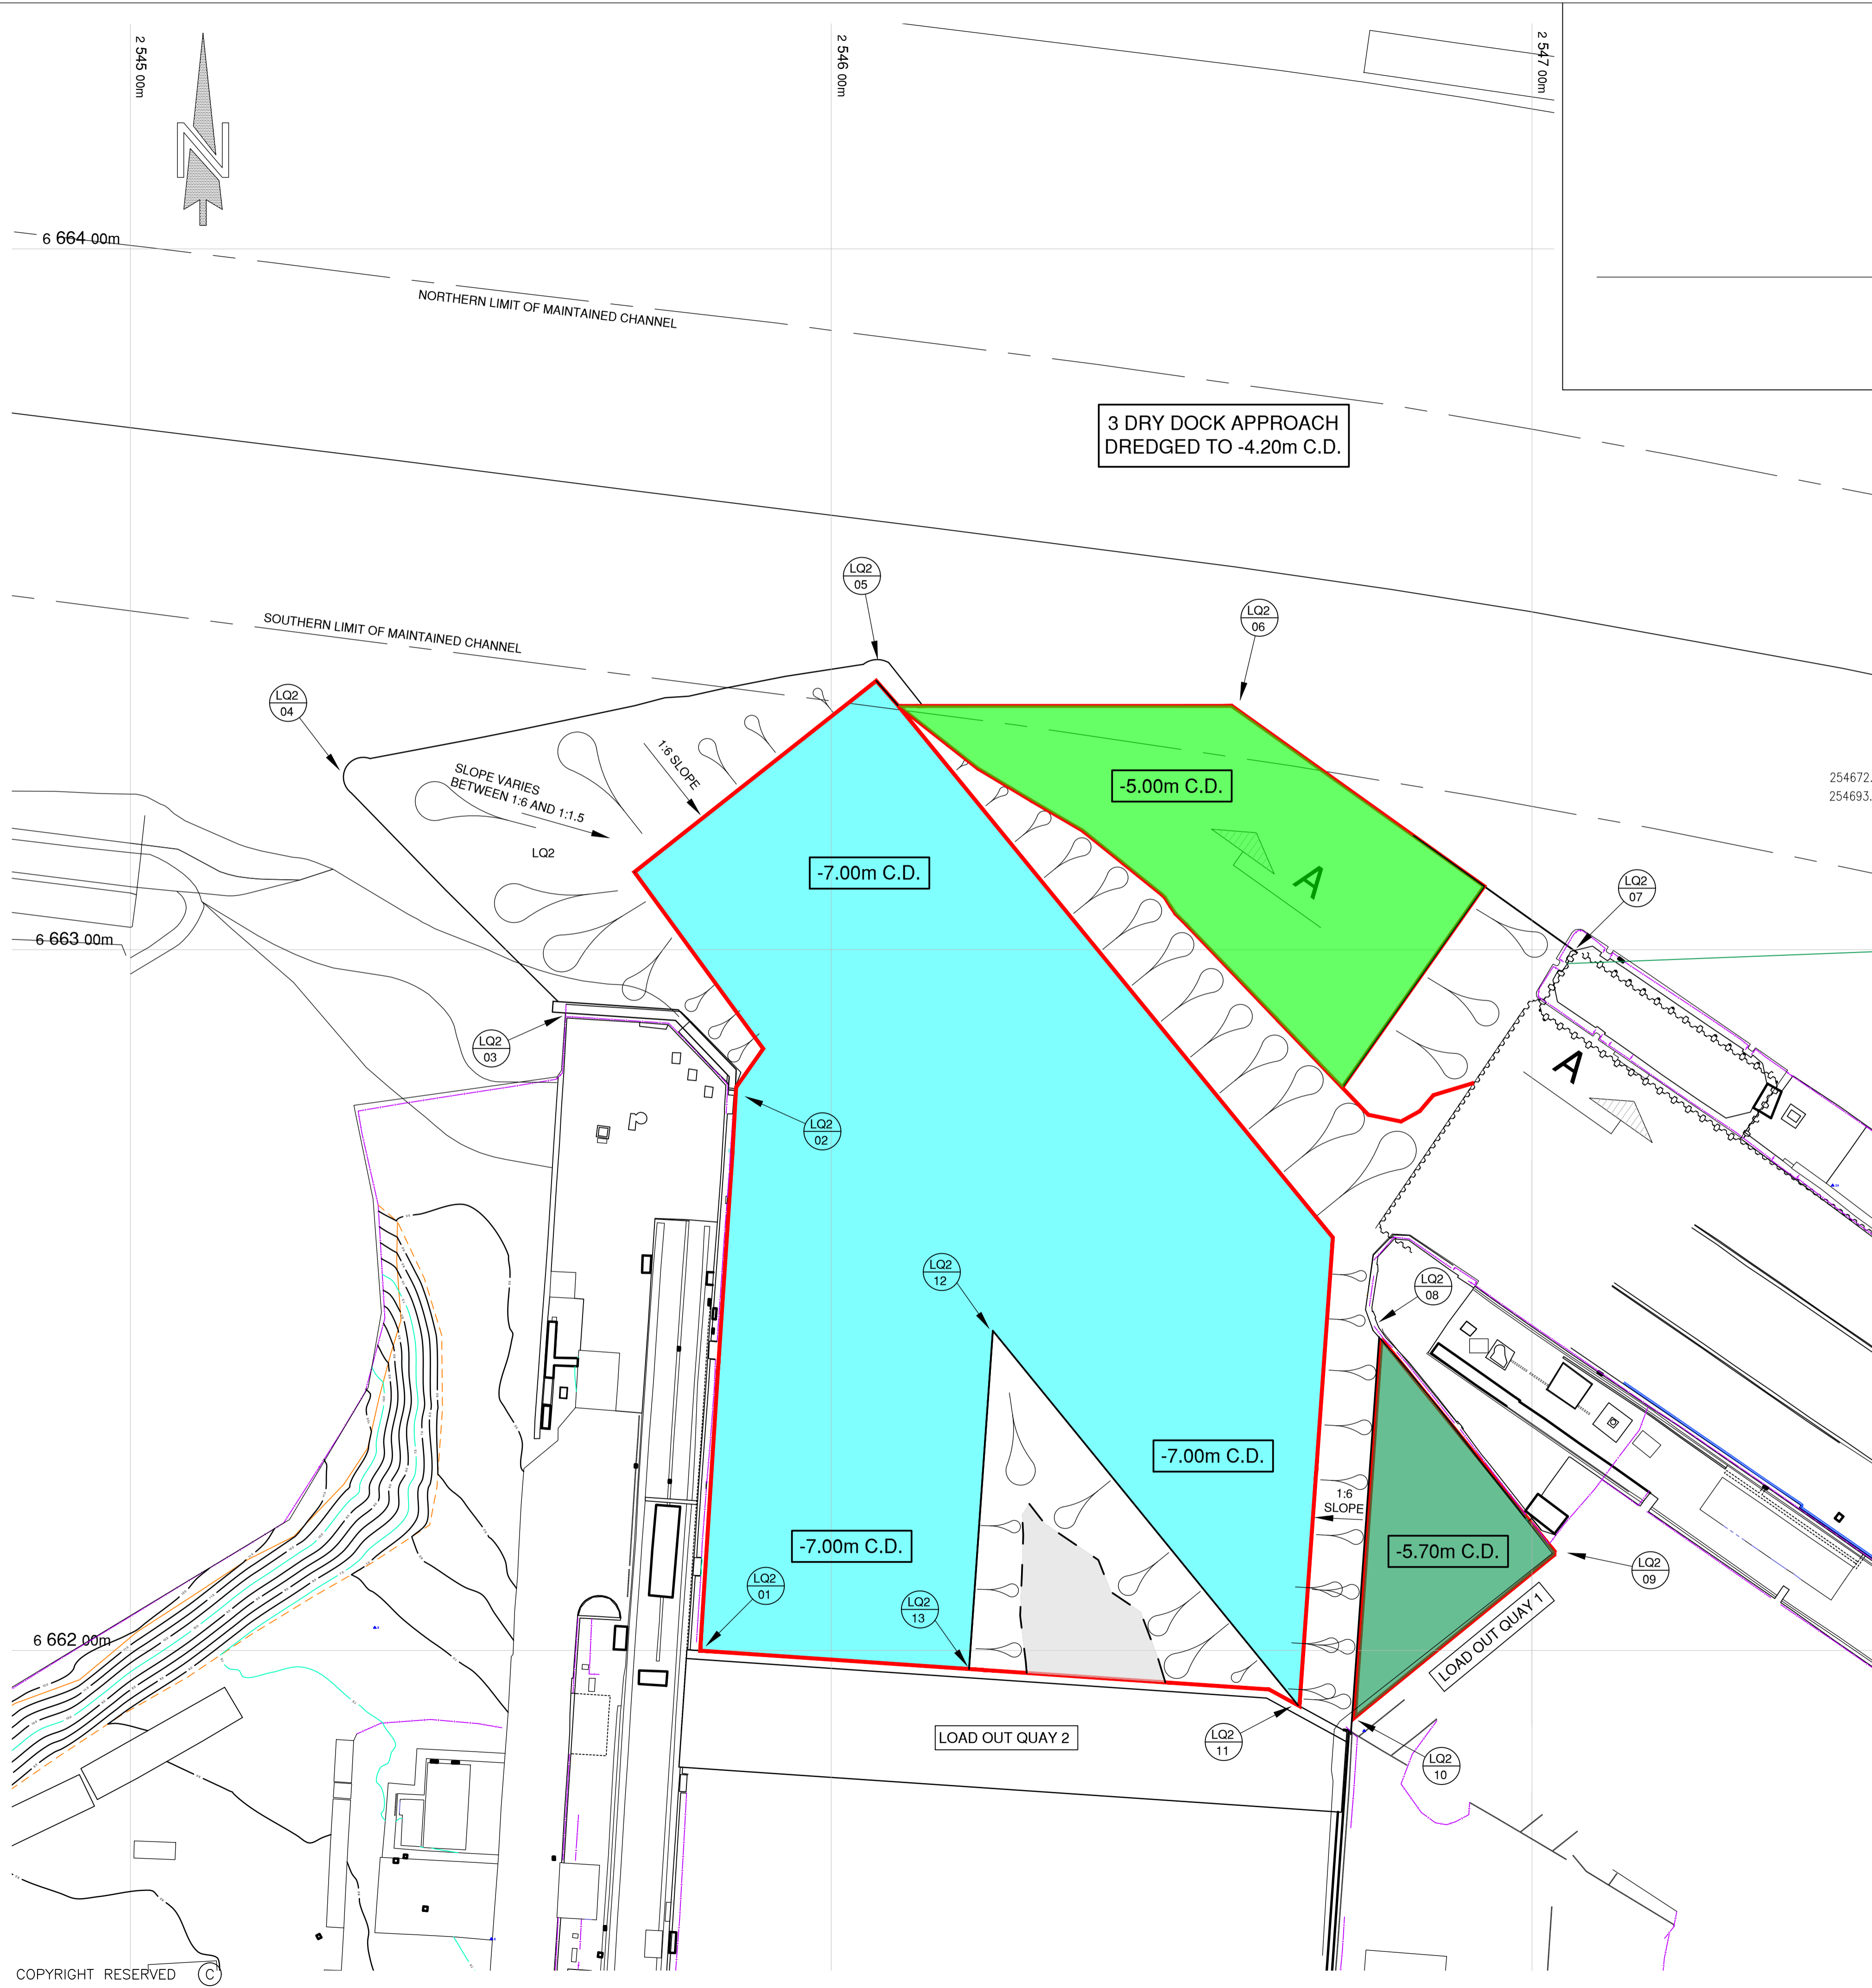 2 545 00m
2 546 00m
2 547 00m
N
6 664 00m
NORTHERN LIMIT OF MAINTAINED CHANNEL
3 DRY DOCK APPROACH
DREDGED TO -4.20m C.D.
LQ2
05
LQ2
06
SOUTHERN LIMIT OF MAINTAINED CHANNEL
LQ2
04
1:6 SLOPE
SLOPE VARIES
BETWEEN 1:6 AND 1:1.5
LQ2
-5.00m C.D.
254672.
254693.
-7.00m C.D.
A
LQ2
07
6 663 00m
LQ2
03
A
LQ2
02
LQ2
12
LQ2
08
-7.00m C.D.
1:6
SLOPE
-7.00m C.D.
-5.70m C.D.
LQ2
09
LQ2
01
LQ2
13
LOAD OUT QUAY 1
6 662 00m
LOAD OUT QUAY 2
LQ2
11
LQ2
10
COPYRIGHT RESERVED C